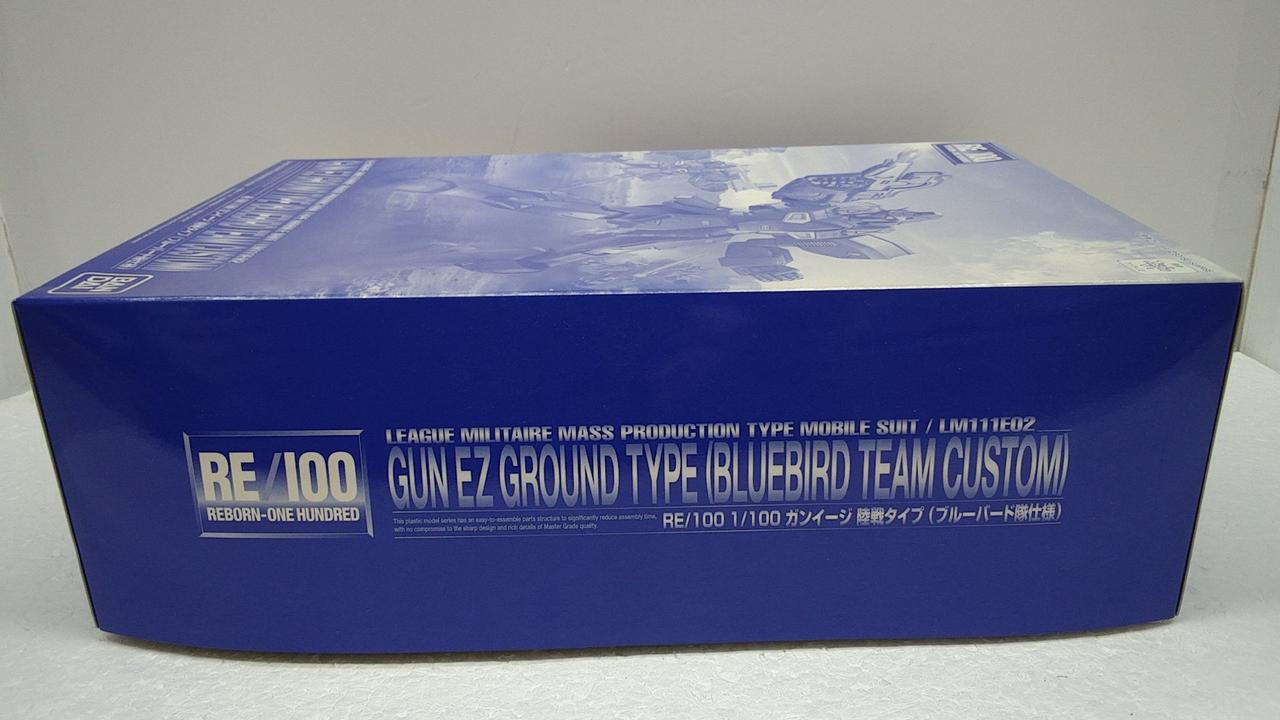 RE/100
REBORN-ONE HUNDRED
LEAGUE MILITAIRE MASS PRODUCTION TYPE MOBILE SUIT / LM111E02
GUN EZ GROUND TYPE (BLUEBIRD TEAM CUSTOM)
This plastic model series has an easy-to-assemble parts structure to significantly reduce assembly time,
with no compromise to the sharp design and rich details of Master Grade quality.
RE/100 1/100 ガンイージ 陸戦タイプ (ブルーバード隊仕様)